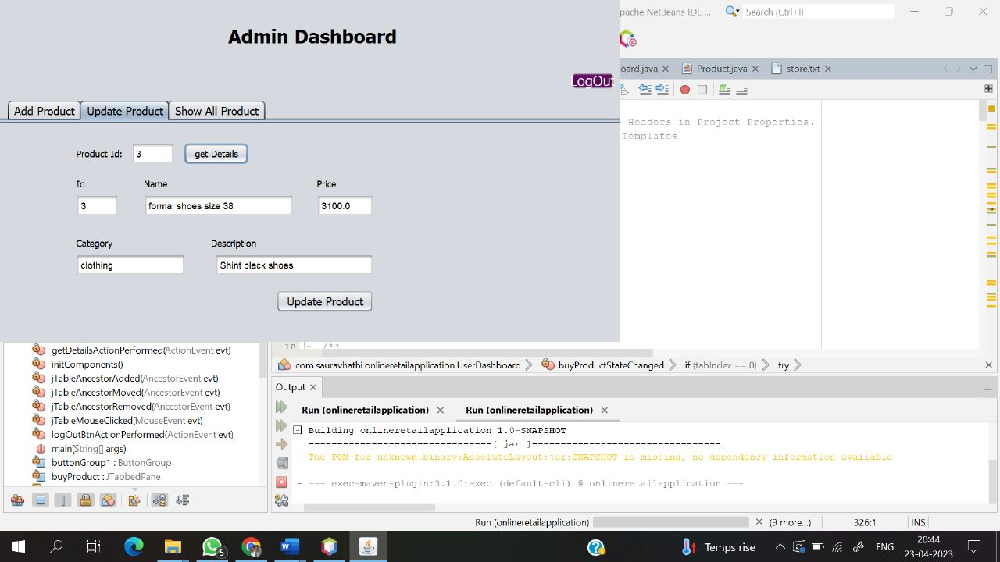 Admin Dashboard
pache NetBeans IDE ...
Search (Ctrl+I)
LogOut
oard.java
Product.java
store.txt
Add Product
Update Product
Show All Product
Headers in Project Properties.
Templates
Product Id:
3
get Details
Id
Name
Price
3
formal shoes size 38
3100.0
Category
Description
clothing
Shint black shoes
Update Product
18
/**
getDetailsActionPerformed(ActionEvent evt)
initComponents()
jTableAncestorAdded(AncestorEvent evt)
jTableAncestorMoved(AncestorEvent evt)
jTableAncestorRemoved(AncestorEvent evt)
jTableMouseClicked(MouseEvent evt)
logOutBtnActionPerformed(ActionEvent evt)
main(String[] args)
buttonGroup1 : ButtonGroup
buyProduct : JTabbedPane
com.sauravhathi.onlineretailapplication.UserDashboard
buyProductStateChanged
if (tabIndex == 0)
try
Output
Run (onlineretailapplication)
Run (onlineretailapplication)
Building onlineretailapplication 1.0-SNAPSHOT
--------------------------------[ jar ]---------------------------------
The POM for unknown.binary:AbsoluteLayout:jar:SNAPSHOT is missing, no dependency information available
--- exec-maven-plugin:3.1.0:exec (default-cli) @ onlineretailapplication ---
Run (onlineretailapplication)
(9 more...)
326:1
INS
5
Temps rise
ENG
20:44
23-04-2023